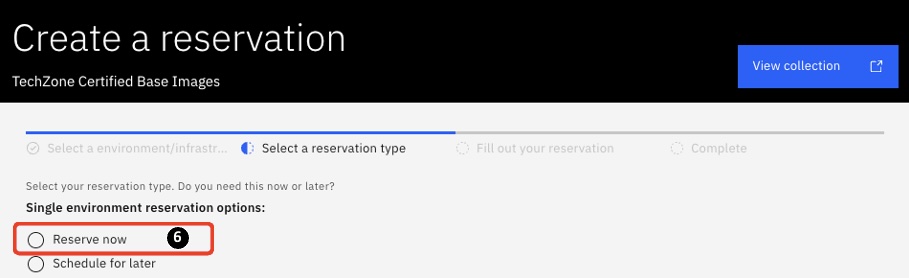 Create a reservation
TechZone Certified Base Images
View collection
Select a environment/infrastr...
Select a reservation type
Fill out your reservation
Complete
Select your reservation type. Do you need this now or later?
Single environment reservation options:
Reserve now 6
Schedule for later